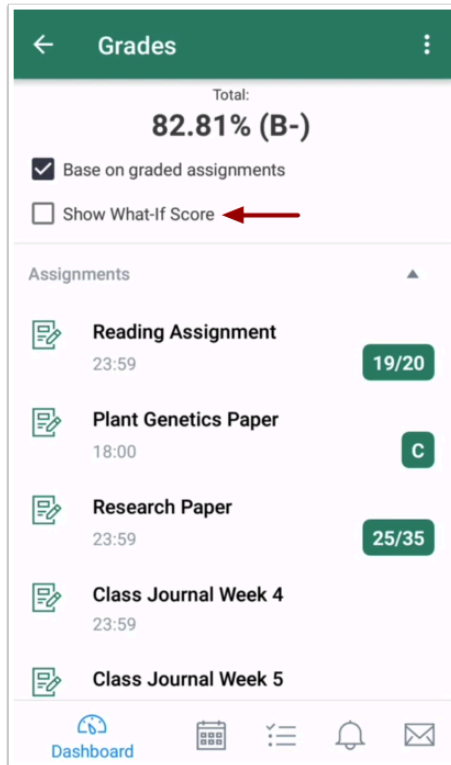 Grades
Total:
82.81% (B-)
Base on graded assignments
Show What-If Score
Assignments
Reading Assignment
23:59
19/20
Plant Genetics Paper
18:00
C
Research Paper
23:59
25/35
Class Journal Week 4
23:59
Class Journal Week 5
Dashboard